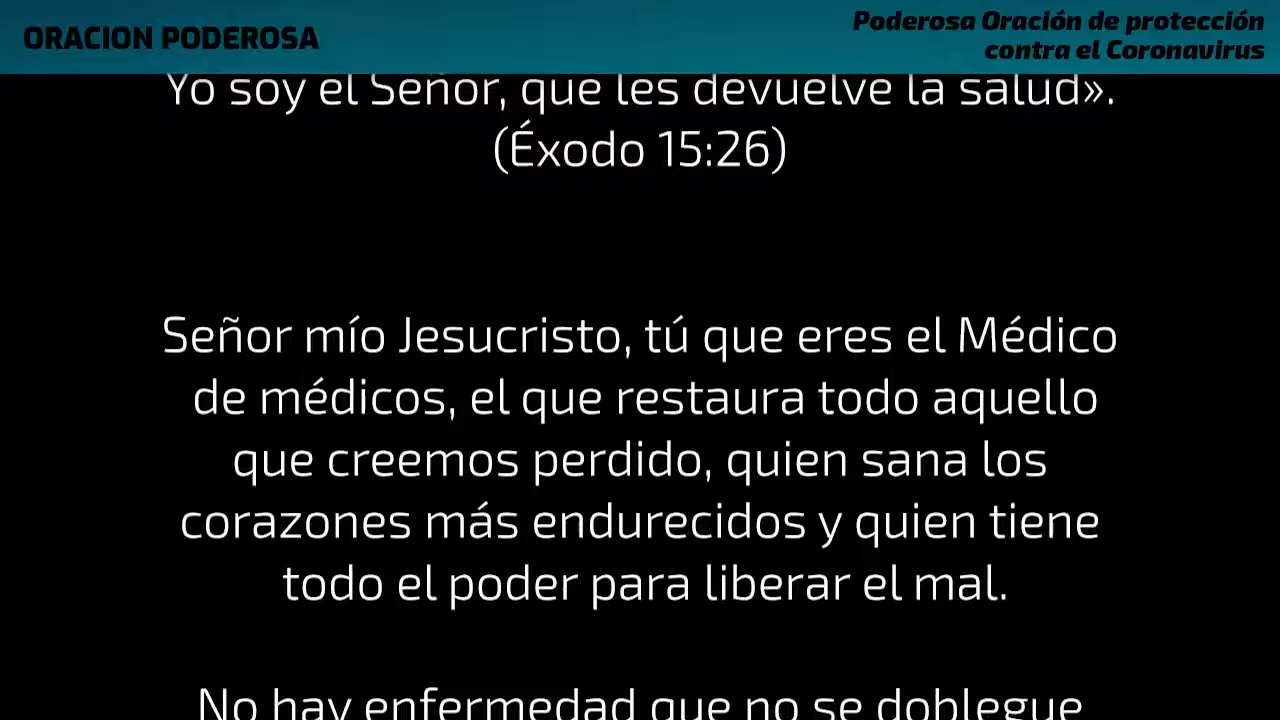 ORACION PODEROSA
Poderosa Oración de protección
contra el Coronavirus
Yo soy el Señor, que les devuelve la salud».
(Éxodo 15:26)
Señor mío Jesucristo, tú que eres el Médico
de médicos, el que restaura todo aquello
que creemos perdido, quien sana los
corazones más endurecidos y quien tiene
todo el poder para liberar el mal.
No hay enfermedad que no se doblegue